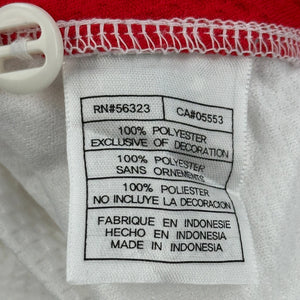 RN#56323 CA#05553
100% POLYESTER
EXCLUSIVE OF DECORATION
100% POLYESTER
SANS ORNEMENTS
100% POLIESTER
NO INCLUYE LA DECORACION
FABRIQUE EN INDONESIE
HECHO EN INDONESIA
MADE IN INDONESIA